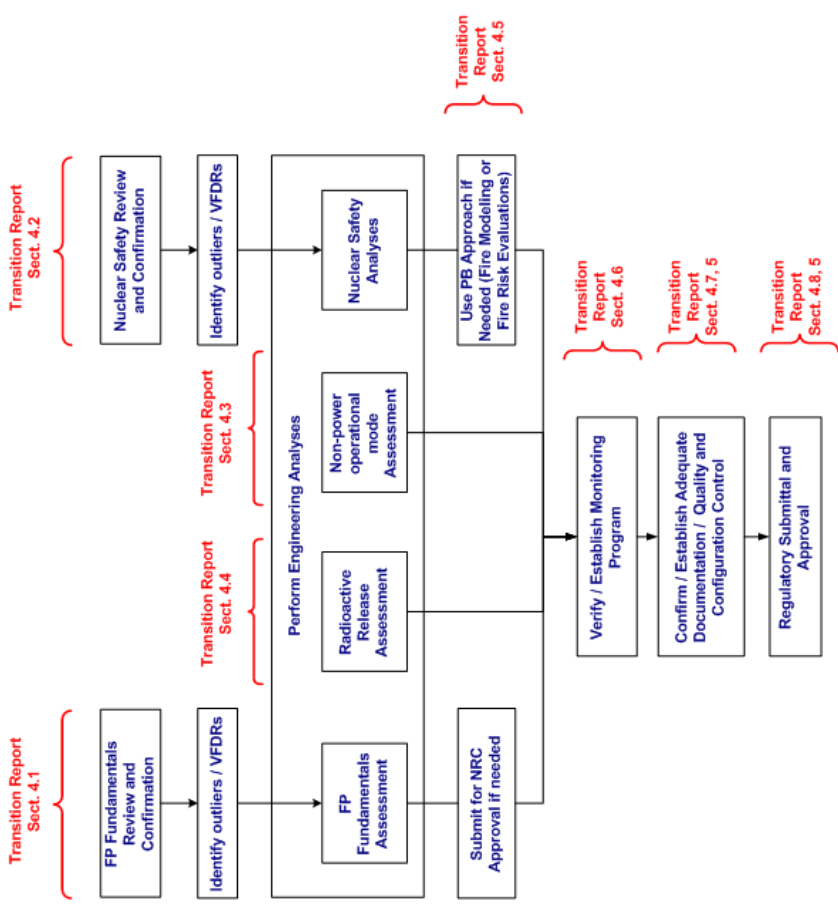 Transition Report
Sect. 4.1
FP Fundamentals
Review and
Confirmation
Identify outliers / VFDRs
Transition Report
Sect. 4.2
Nuclear Safety Review
and Confirmation
Identify outliers / VFDRs
Perform Engineering Analyses
FP
Fundamentals
Assessment
Transition Report
Sect. 4.4
Radioactive
Release
Assessment
Transition Report
Sect. 4.3
Non-power
operational
mode
Assessment
Nuclear Safety
Analyses
Submit for NRC
Approval if needed
Use PB Approach if
Needed (Fire Modeling or
Fire Risk Evaluations)
Transition
Report
Sect. 4.5
Verify / Establish Monitoring
Program
Transition
Report
Sect. 4.6
Confirm / Establish Adequate
Documentation / Quality and
Configuration Control
Transition
Report
Sect. 4.7, 5
Regulatory Submittal and
Approval
Transition
Report
Sect. 4.8, 5